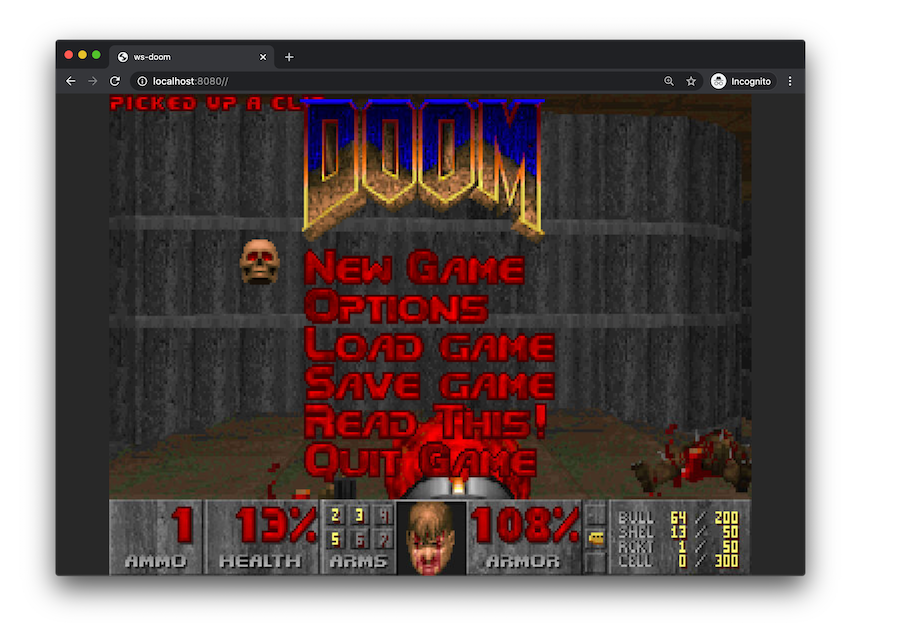 ws-doom
localhost:8080//
Incognito
PICKED UP A CLIP
DOOM
New Game
Options
Load Game
Save Game
Read This!
Quit Game
1 13% 2 3 4 108% BULL 64 / 200
5 6 7 SHEL 13 / 50
RCKT 1 / 50
AMMO HEALTH ARMS ARMOR CELL 0 / 300